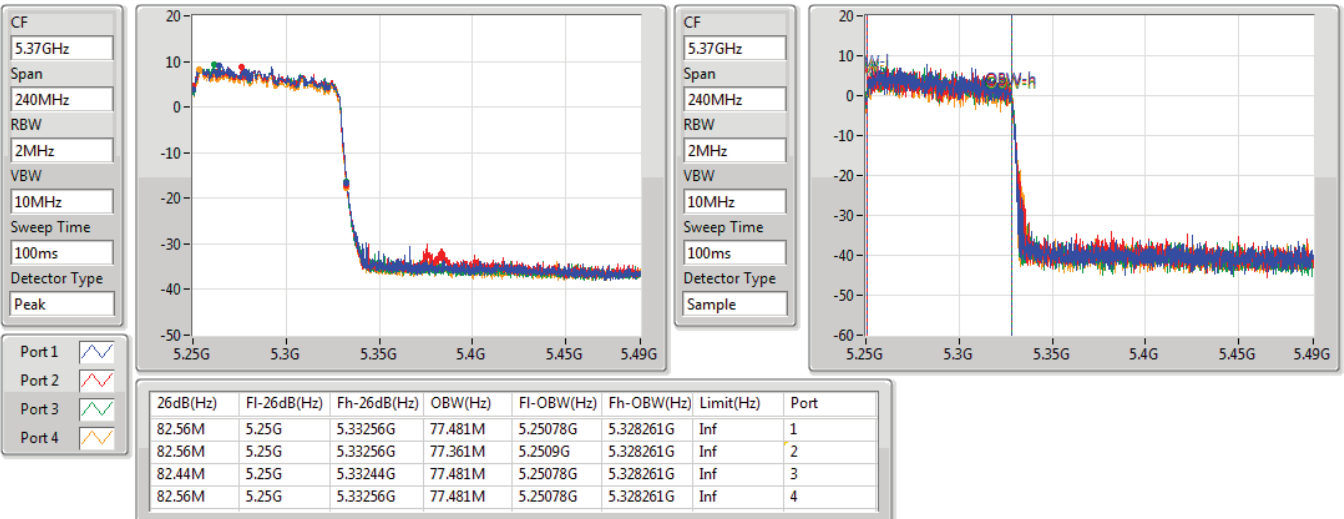 CF
5.37GHz
Span
240MHz
RBW
2MHz
VBW
10MHz
Sweep Time
100ms
Detector Type
Peak
Port 1
Port 2
Port 3
Port 4
20
10
0
-10
-20
-30
-40
-50
5.25G 5.3G 5.35G 5.4G 5.45G 5.49G
CF
5.37GHz
Span
240MHz
RBW
2MHz
VBW
10MHz
Sweep Time
100ms
Detector Type
Sample
20
10
0
-10
-20
-30
-40
-50
-60
OBW-h
5.25G 5.3G 5.35G 5.4G 5.45G 5.49G
26dB(Hz) Fl-26dB(Hz) Fh-26dB(Hz) OBW(Hz) Fl-OBW(Hz) Fh-OBW(Hz) Limit(Hz) Port
82.56M 5.25G 5.33256G 77.481M 5.25078G 5.328261G Inf 1
82.56M 5.25G 5.33256G 77.361M 5.2509G 5.328261G Inf 2
82.44M 5.25G 5.33244G 77.481M 5.25078G 5.328261G Inf 3
82.56M 5.25G 5.33256G 77.481M 5.25078G 5.328261G Inf 4